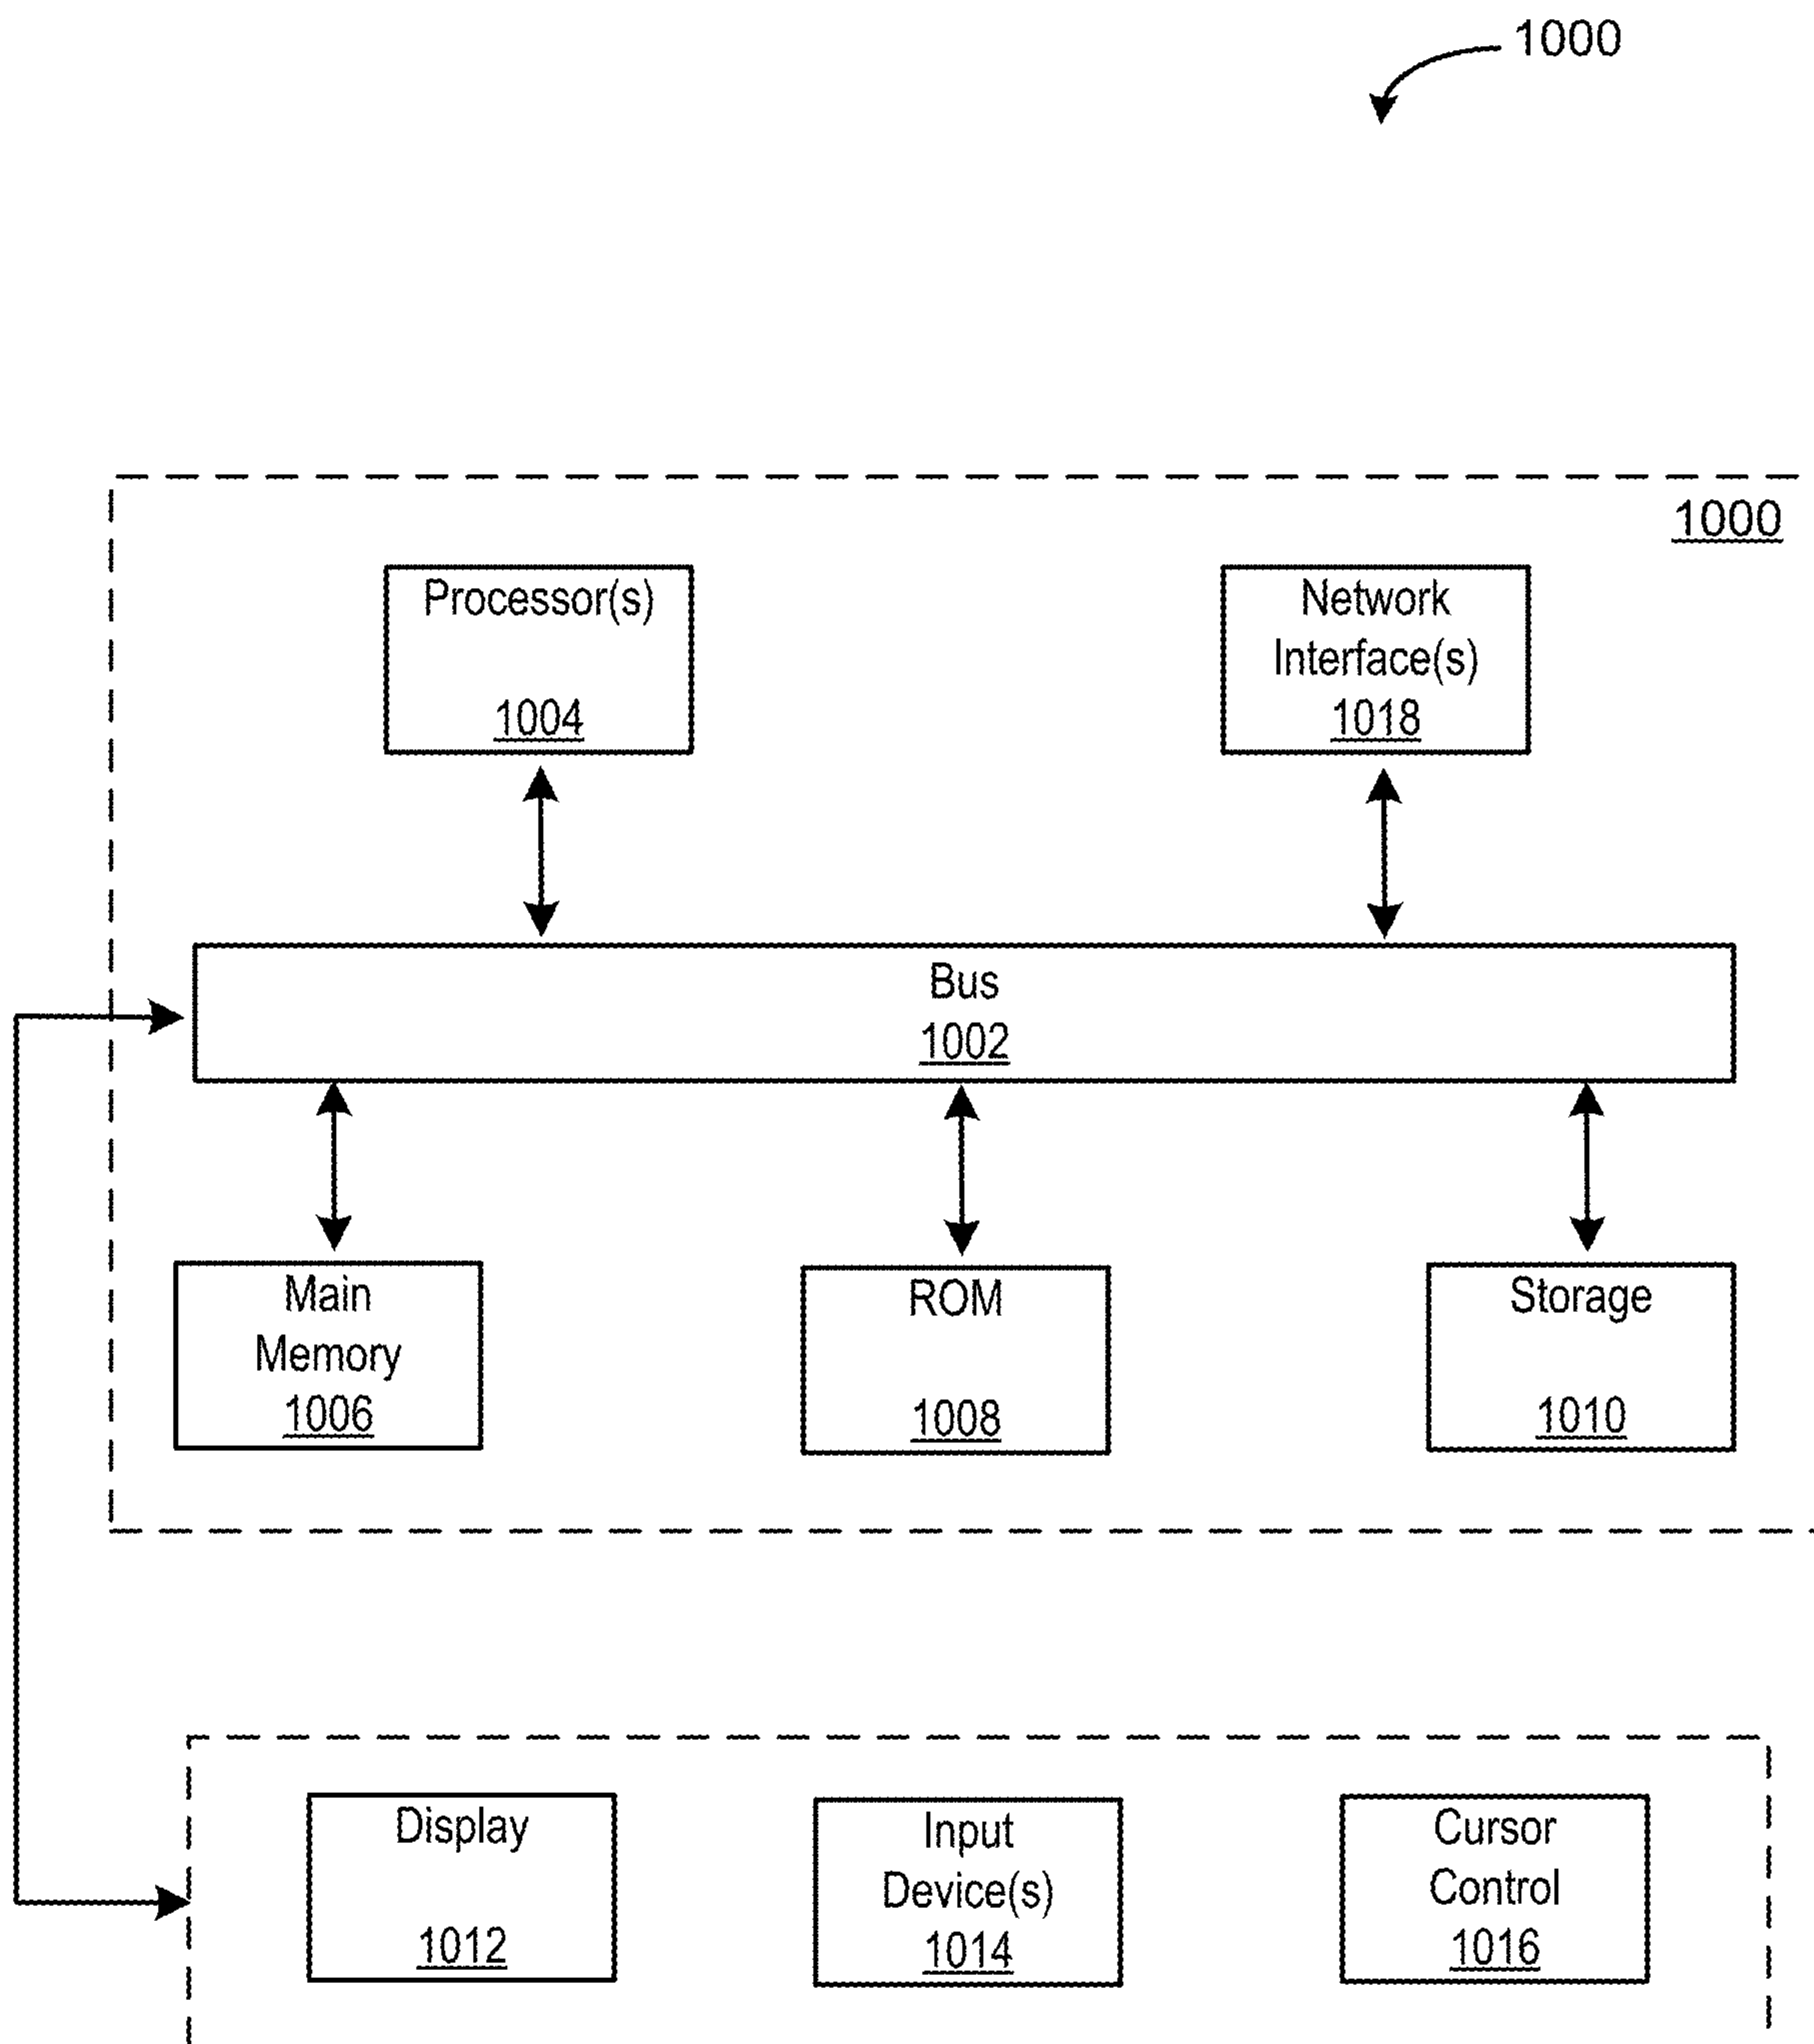 1000
1000
Processor(s)
1004
Network
Interface(s)
1018
Bus
1002
Main
Memory
1006
ROM
1008
Storage
1010
Display
1012
Input
Device(s)
1014
Cursor
Control
1016